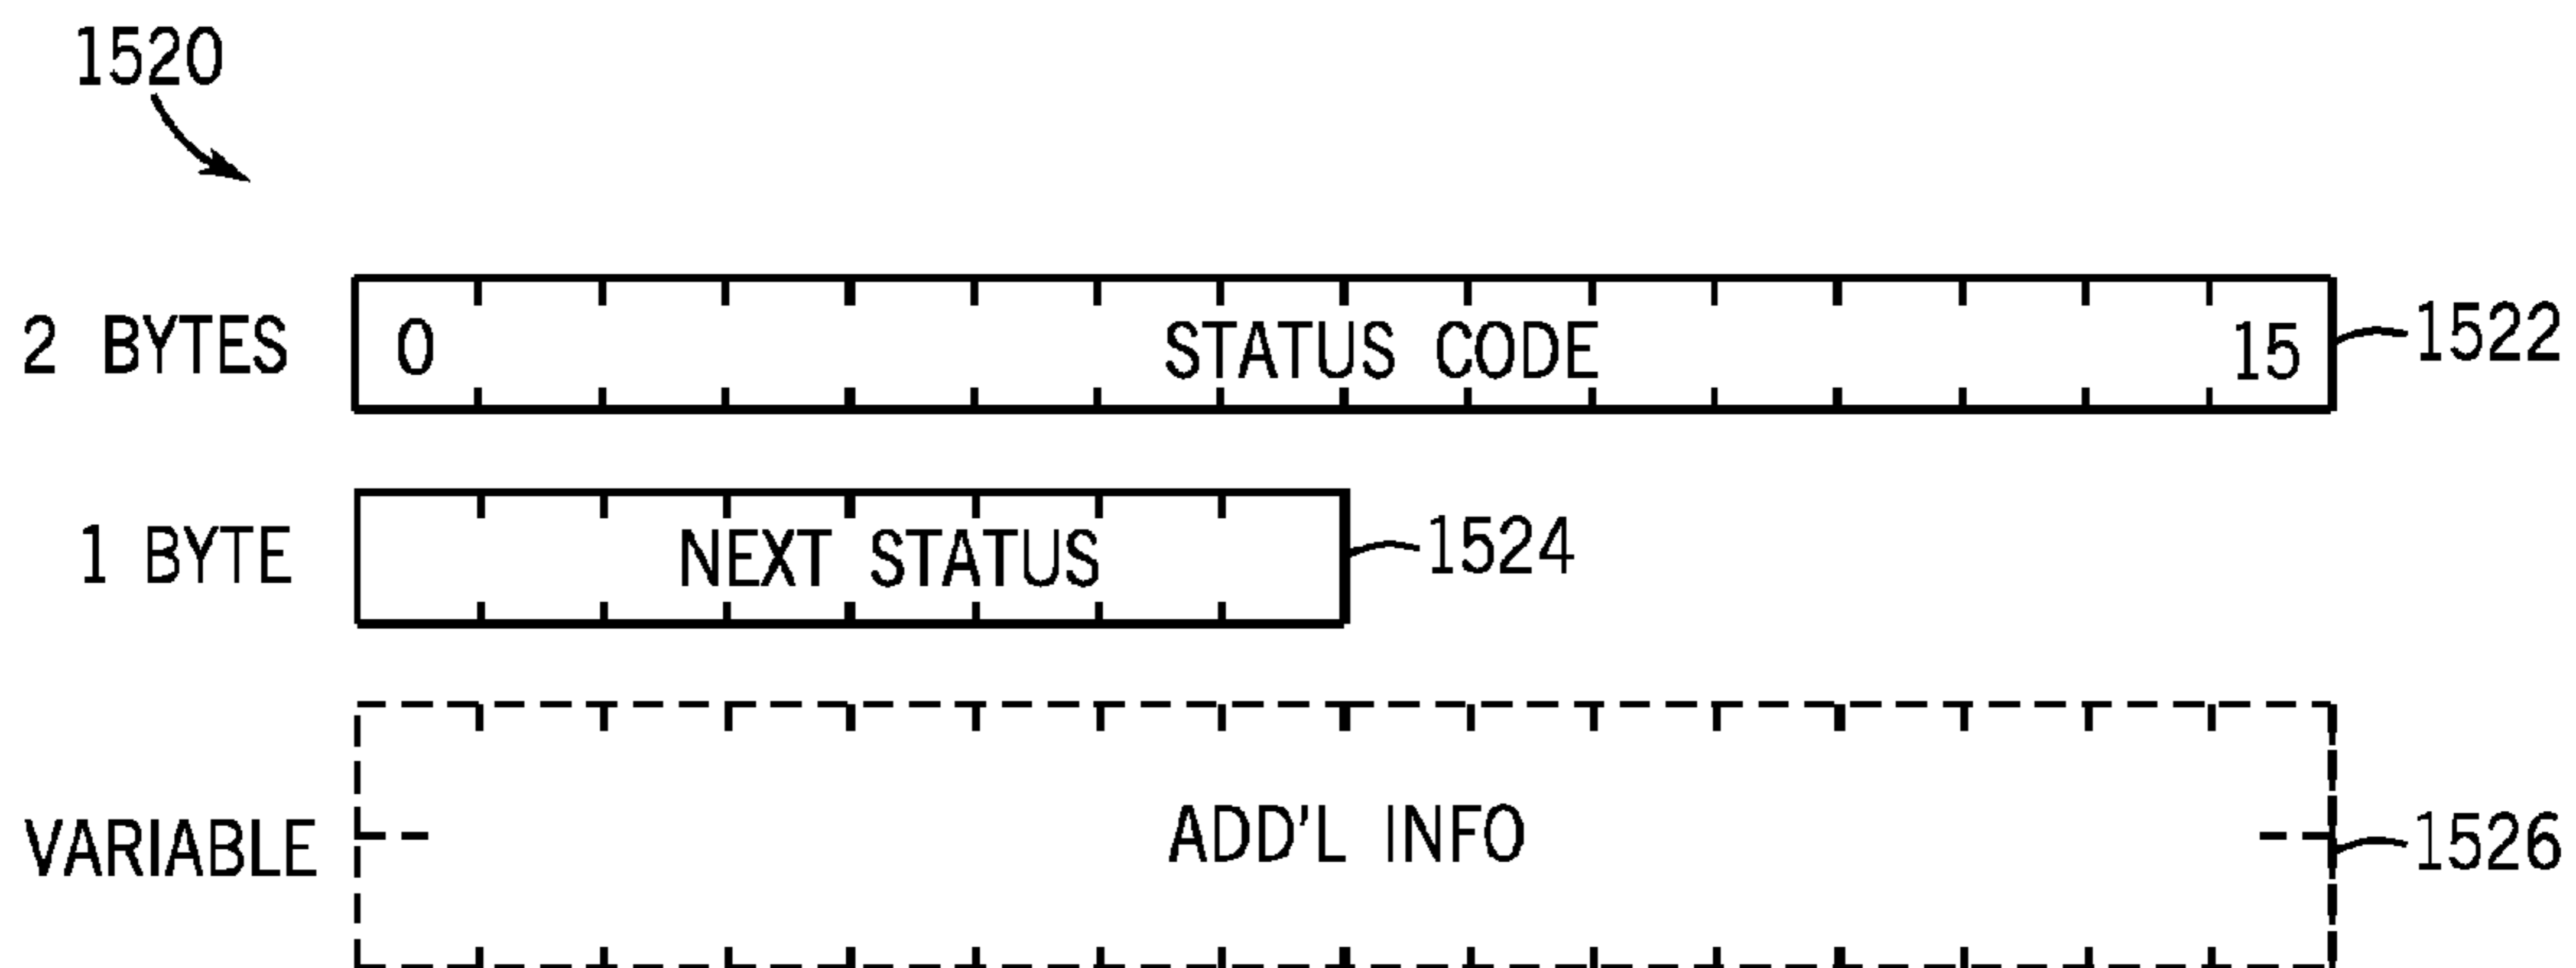 1520
2 BYTES 0 STATUS CODE 15 1522
1 BYTE NEXT STATUS 1524
VARIABLE ADD'L INFO 1526